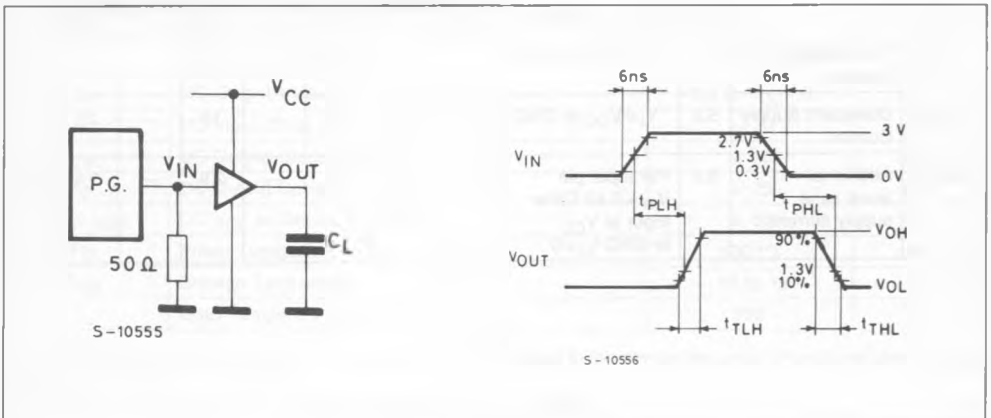 VCC
P.G.
VIN
VOUT
CL
50 Ω
S-10555
6ns
6ns
3 V
2.7V
1.3V
0.3V
0V
VIN
tPLH
tPHL
VOH
90%
VOUT
1.3V
10%
VOL
tTLH
tTHL
S-10556